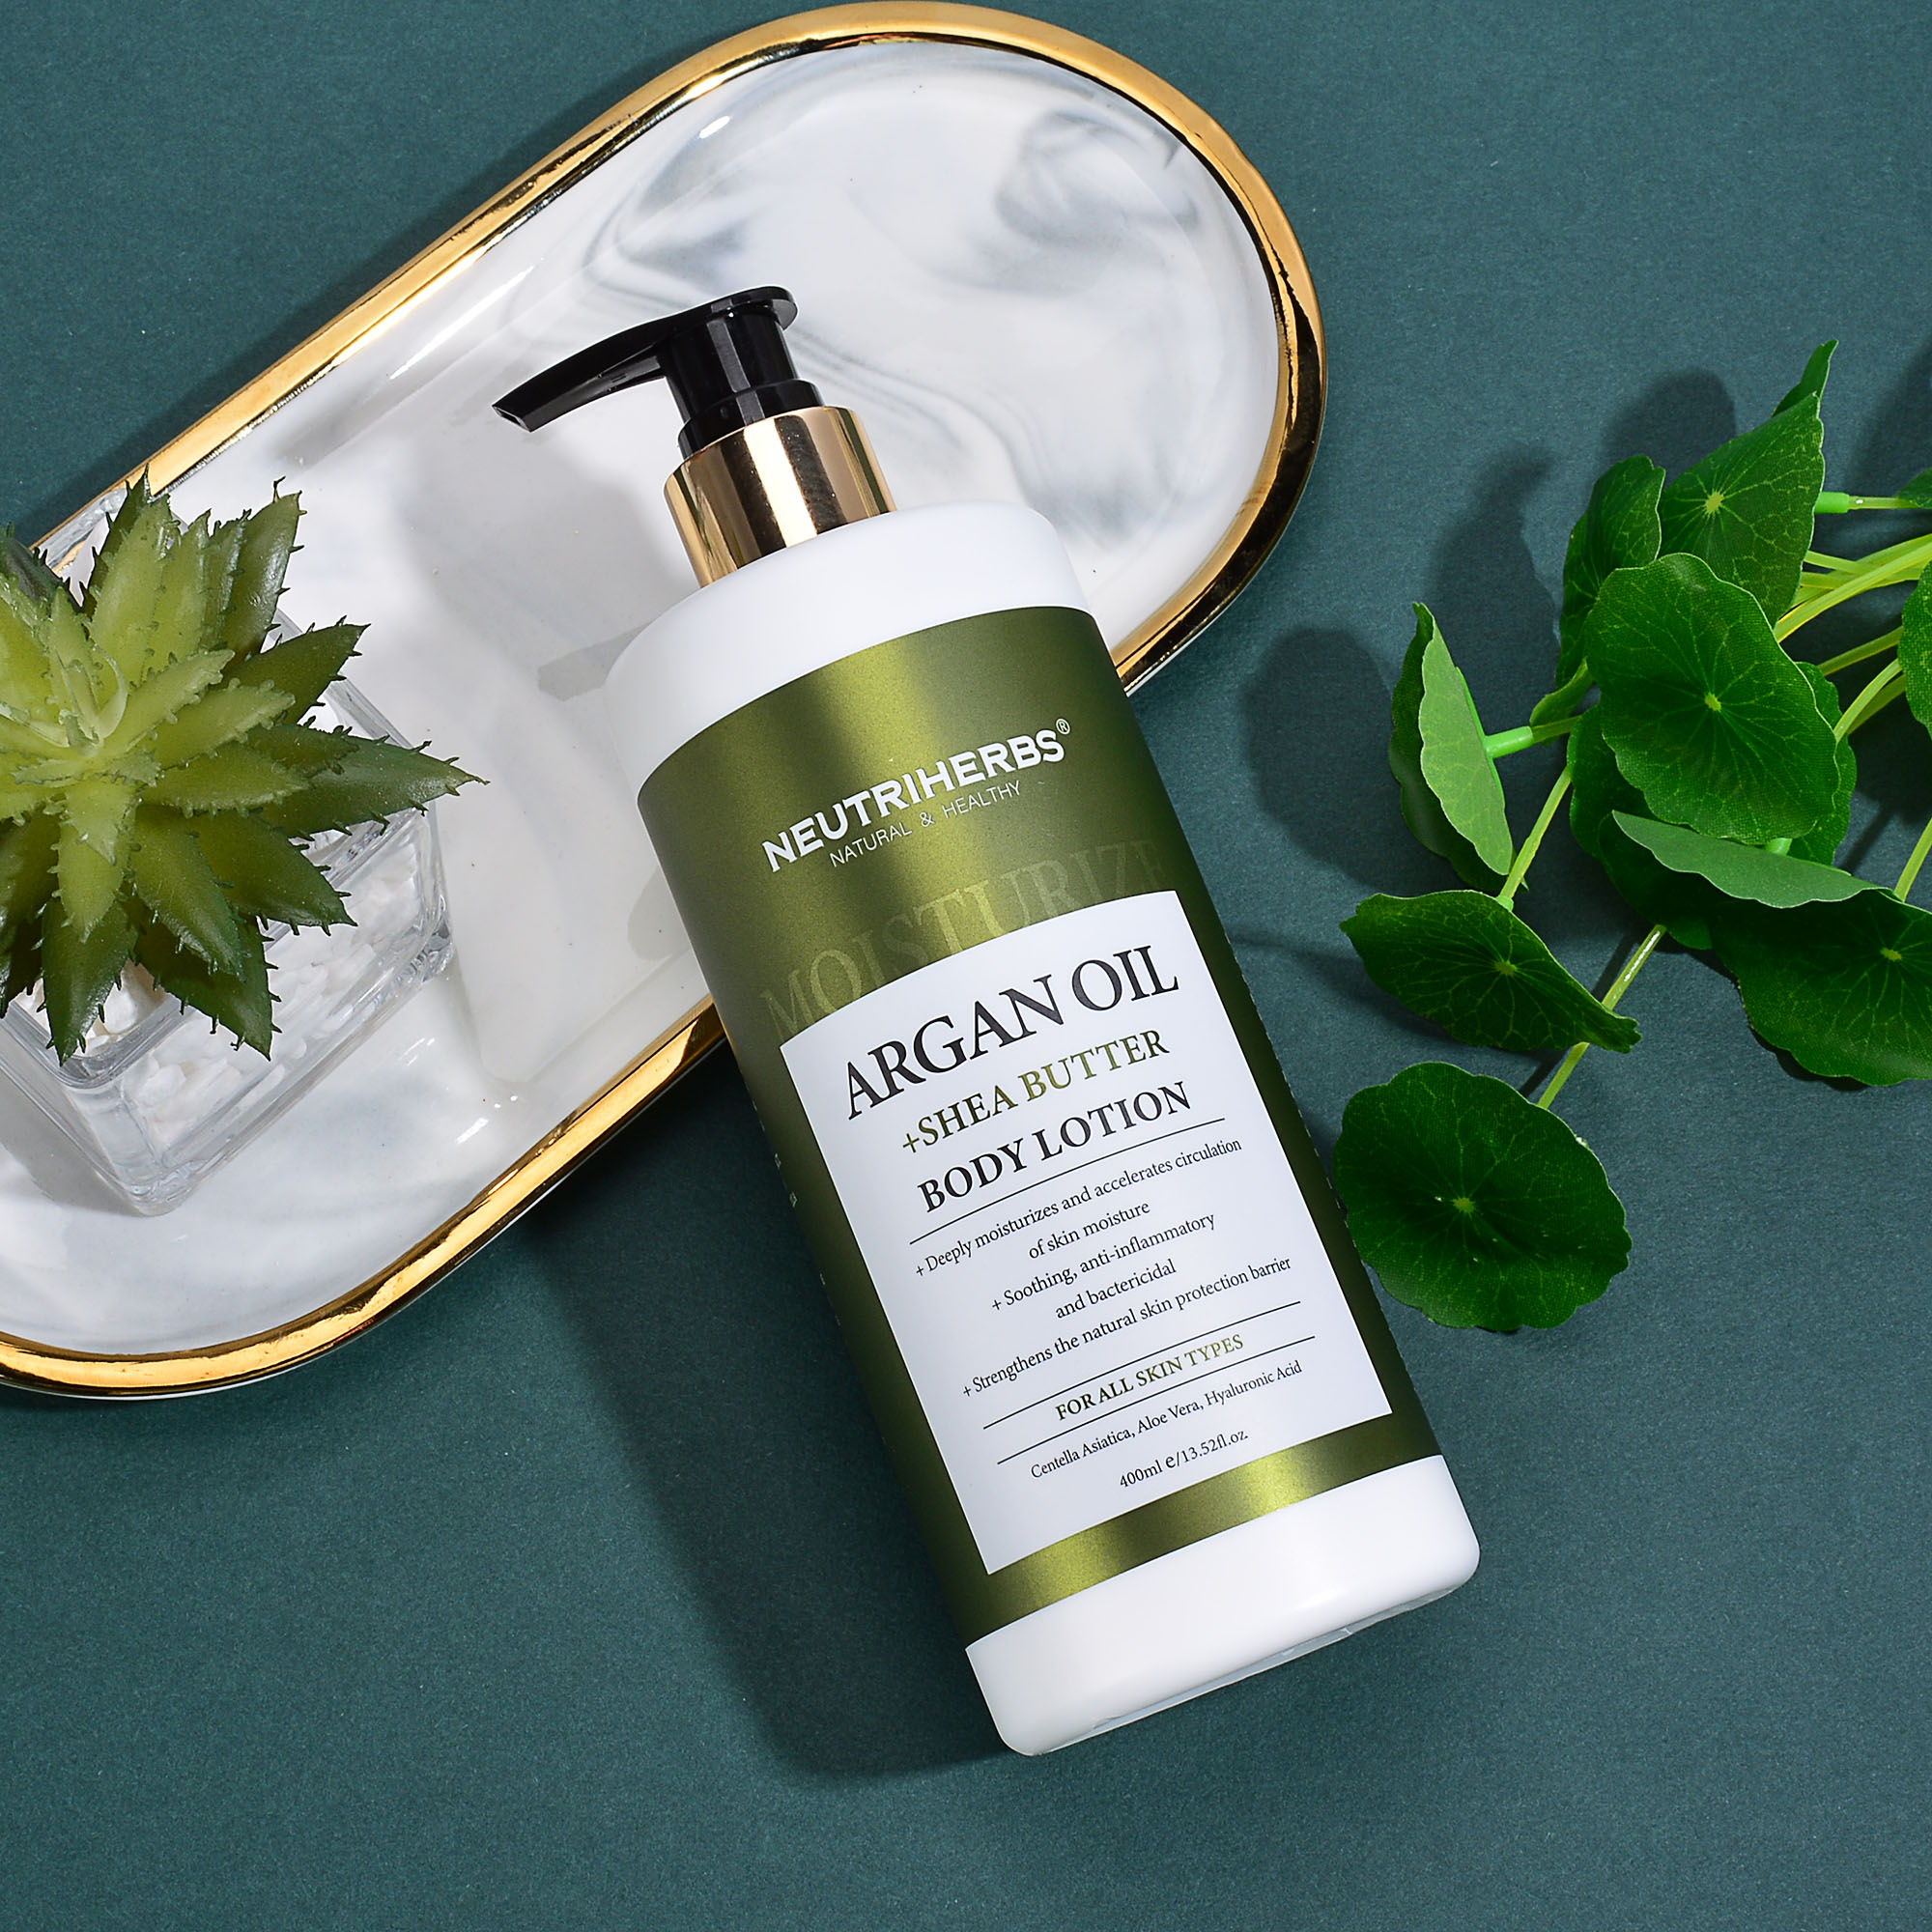 NEUTRIHERBS®
NATURAL & HEALTHY
MOISTURIZE
ARGAN OIL
+SHEA BUTTER
BODY LOTION
+ Deeply moisturizes and accelerates circulation
of skin moisture
+ Soothing, anti-inflammatory
and bactericidal
+ Strengthens the natural skin protection barrier
FOR ALL SKIN TYPES
Centella Asiatica, Aloe Vera, Hyaluronic Acid
400ml e/13.52fl.oz.